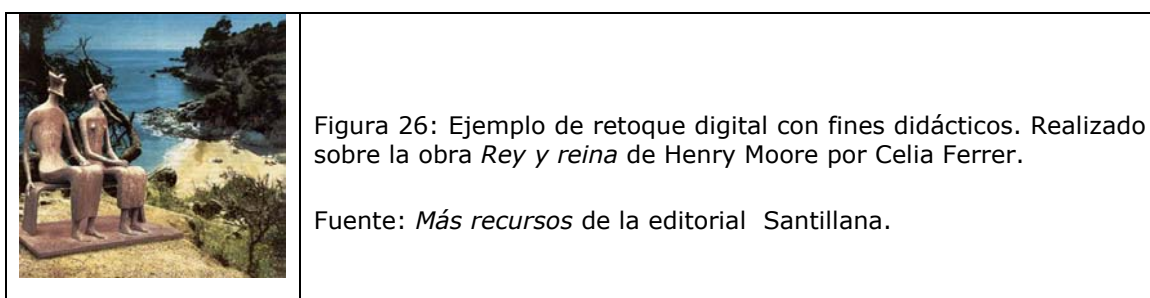 Figura 26: Ejemplo de retoque digital con fines didácticos. Realizado
sobre la obra Rey y reina de Henry Moore por Celia Ferrer.
Fuente: Más recursos de la editorial Santillana.